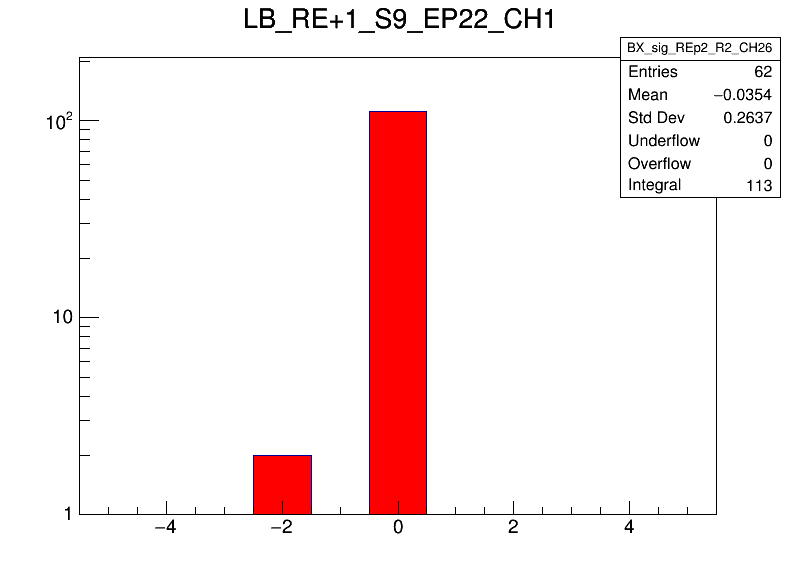 LB_RE+1_S9_EP22_CH1
BX_sig_REp2_R2_CH26
Entries 62
Mean −0.0354
Std Dev 0.2637
Underflow 0
Overflow 0
Integral 113
10²
10
1
−4 −2 0 2 4